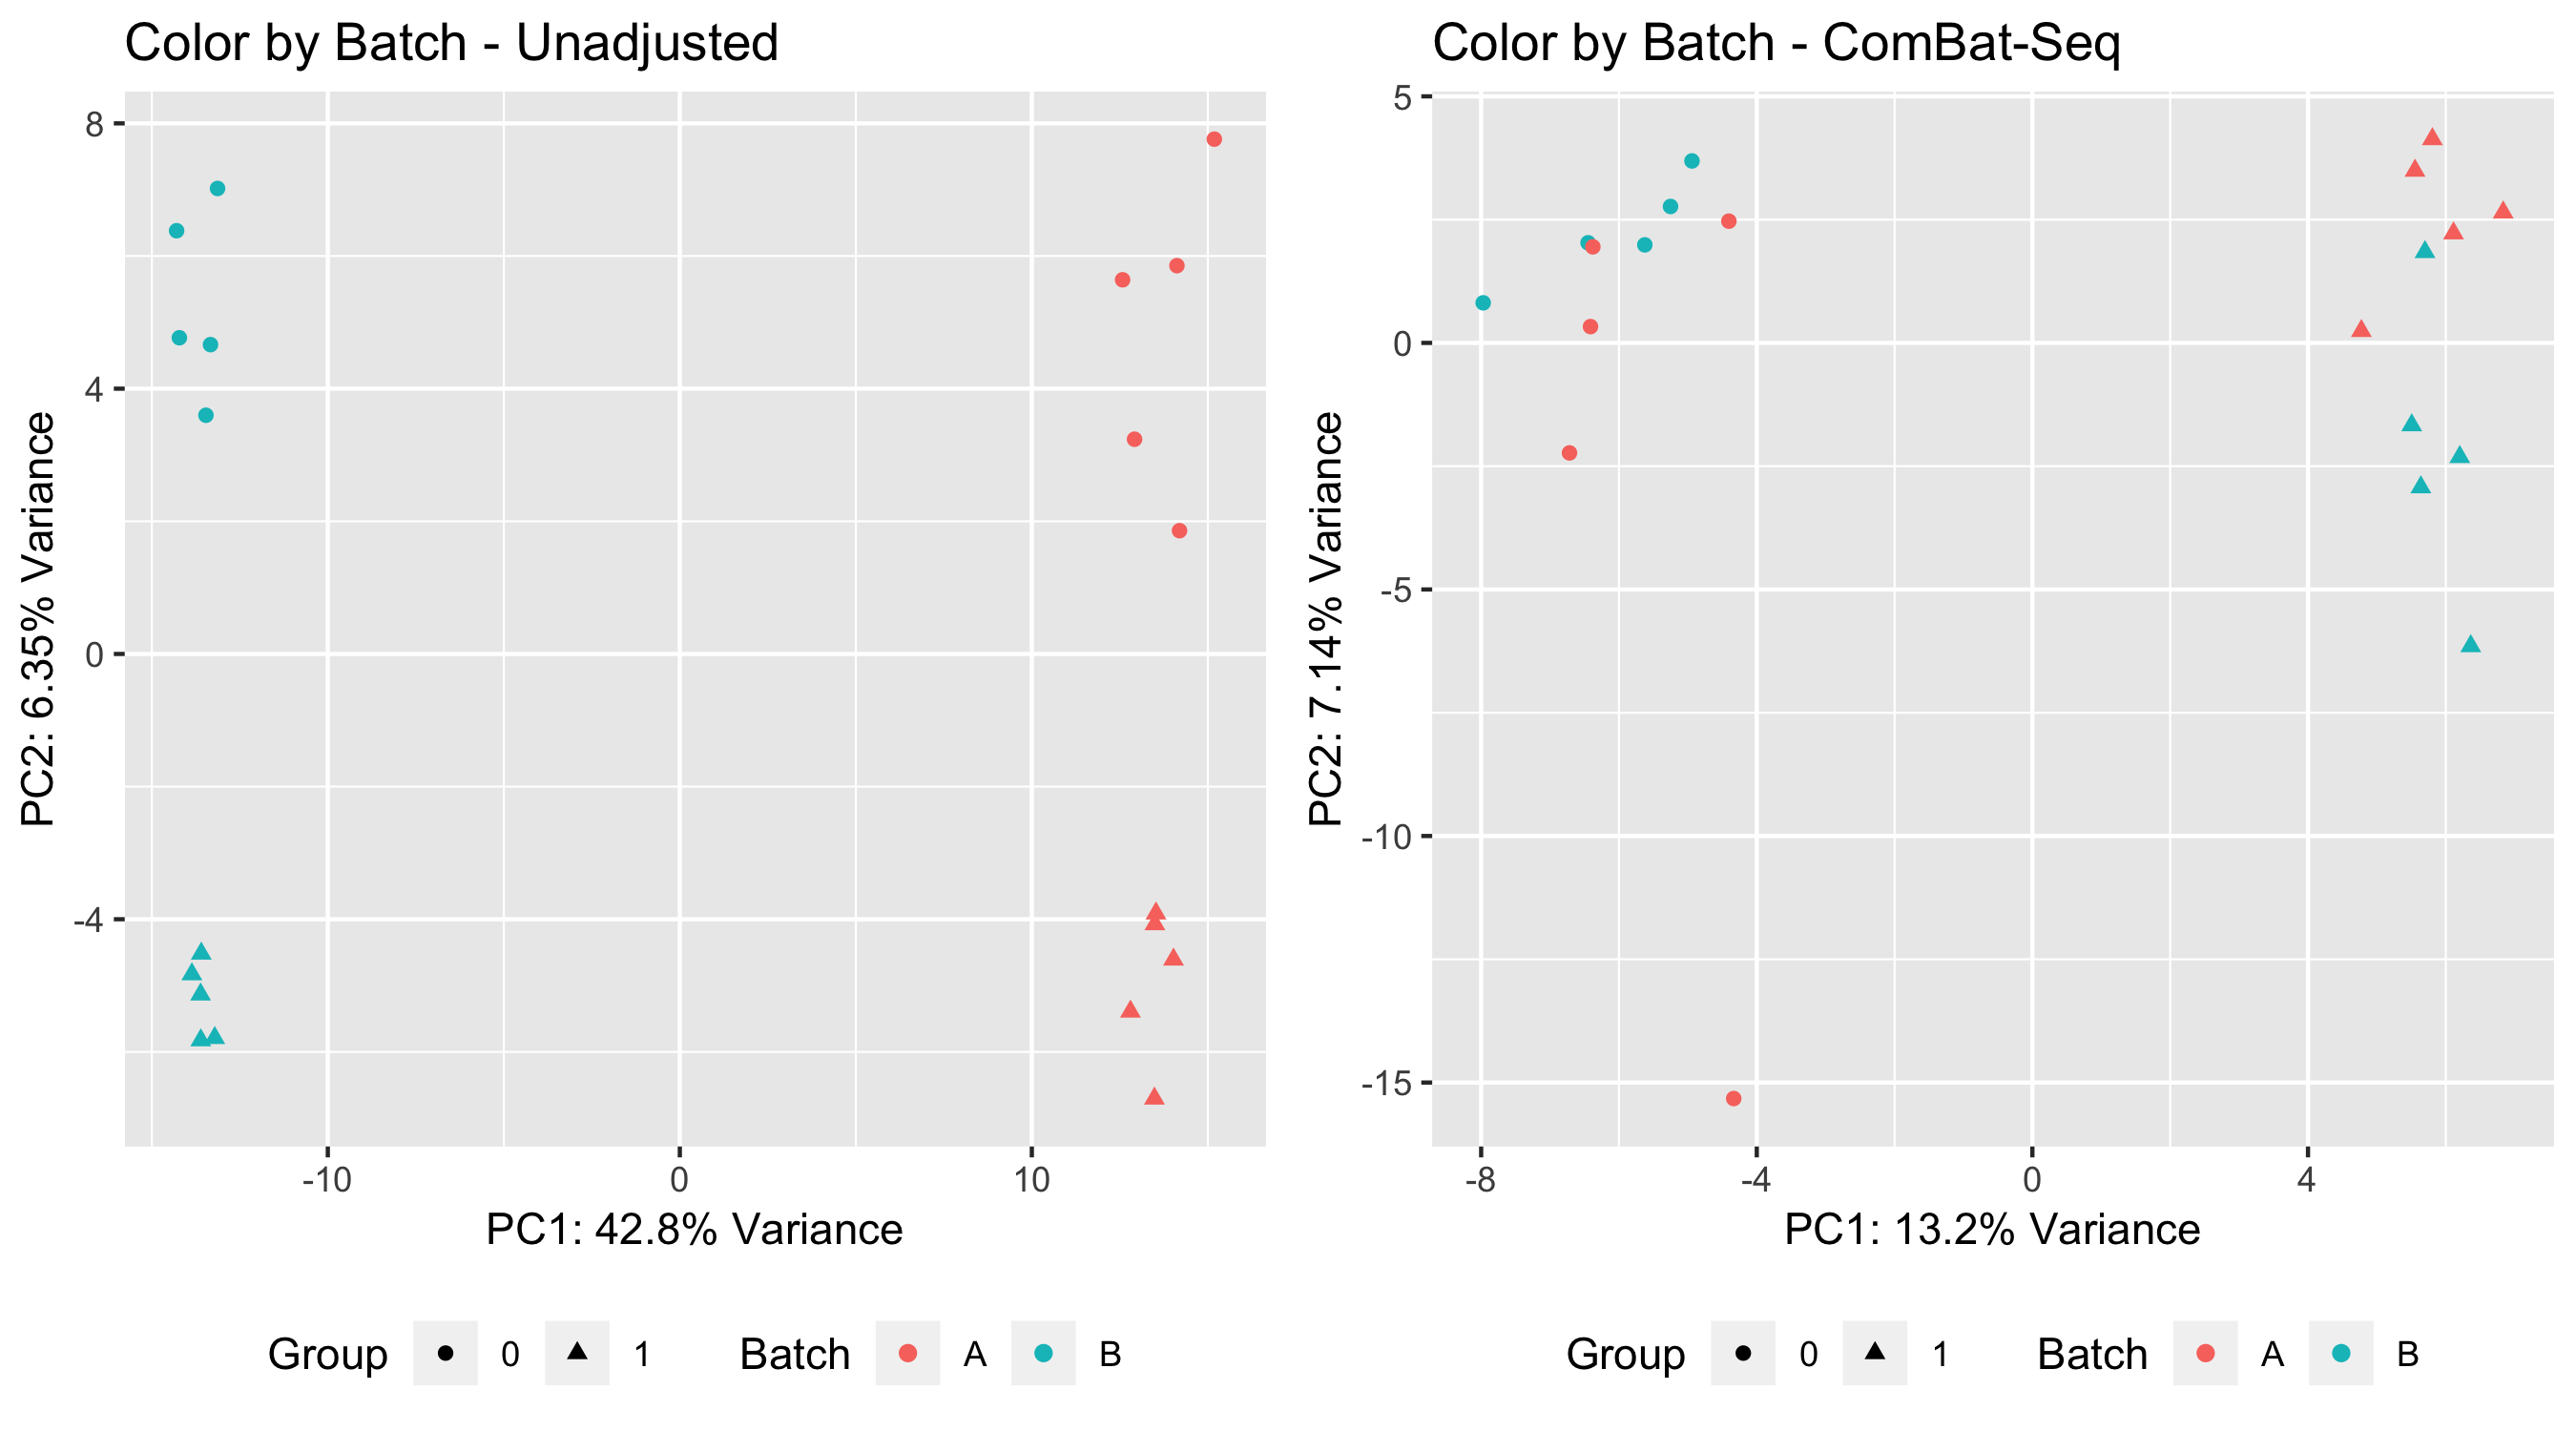 Color by Batch - Unadjusted
8
4
0
-4
PC2: 6.35% Variance
-10 0 10
PC1: 42.8% Variance
Group 0 1 Batch A B
Color by Batch - ComBat-Seq
5
0
-5
-10
-15
PC2: 7.14% Variance
-8 -4 0 4
PC1: 13.2% Variance
Group 0 1 Batch A B